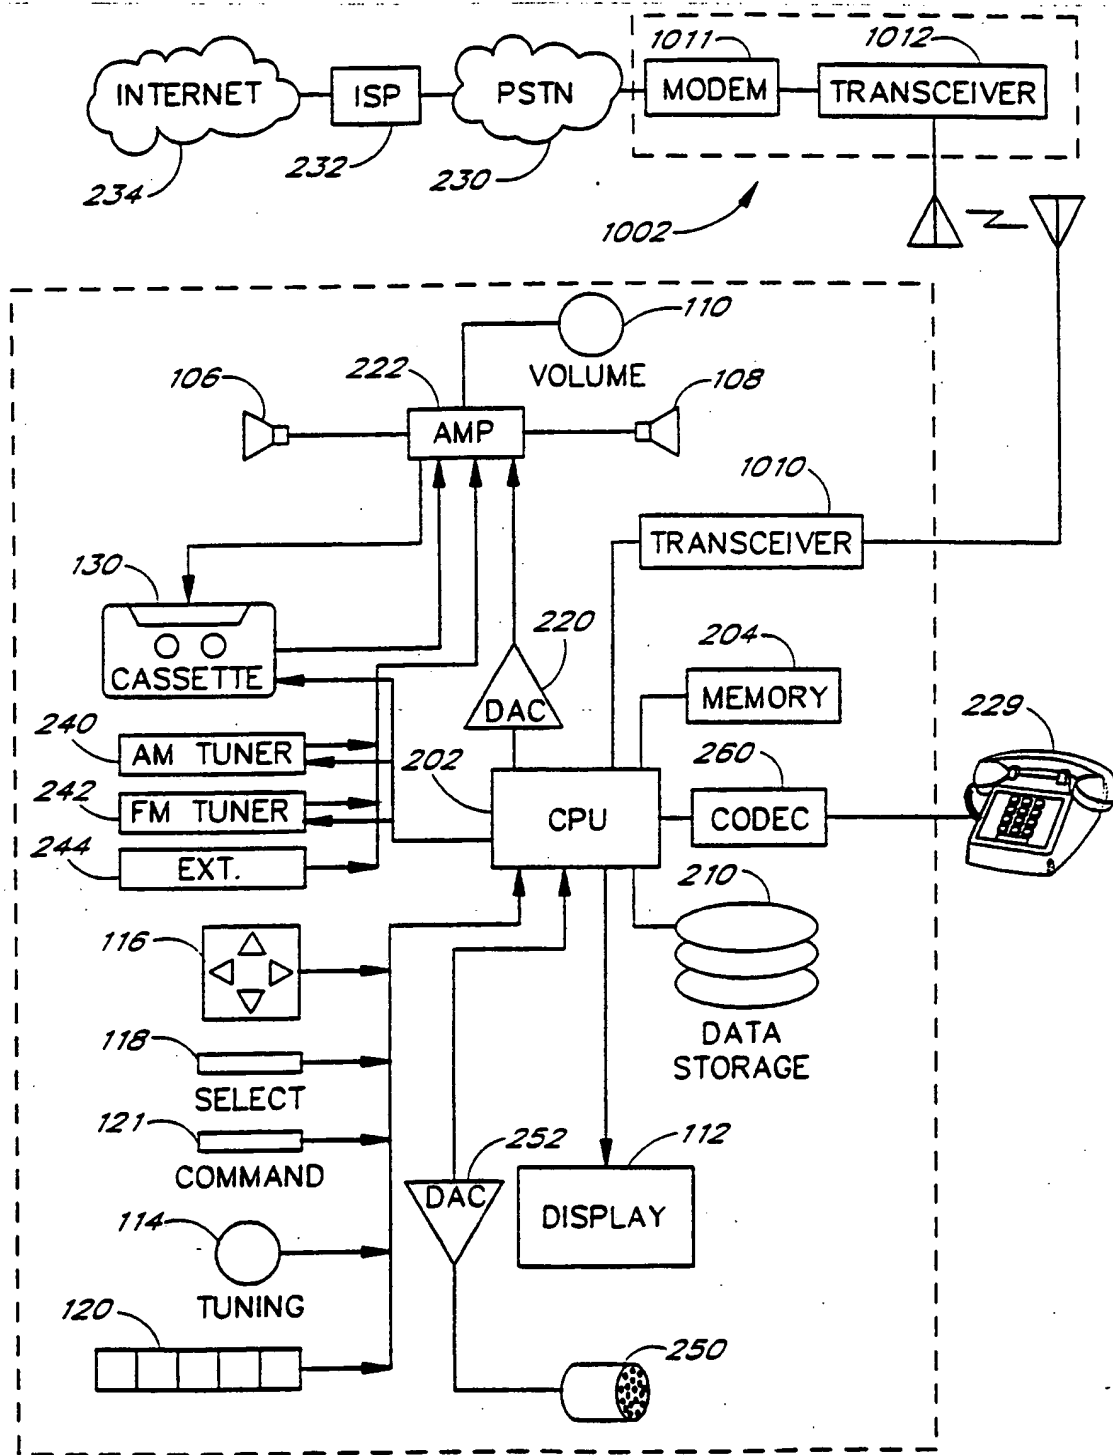 1011
1012
INTERNET
ISP
PSTN
MODEM
TRANSCEIVER
234
232
230
1002
110
VOLUME
106
222
108
AMP
1010
TRANSCEIVER
130
CASSETTE
220
DAC
204
MEMORY
229
240
AM TUNER
202
CPU
260
CODEC
242
FM TUNER
244
EXT.
210
DATA
STORAGE
116
118
SELECT
121
COMMAND
252
DAC
112
DISPLAY
114
TUNING
120
250